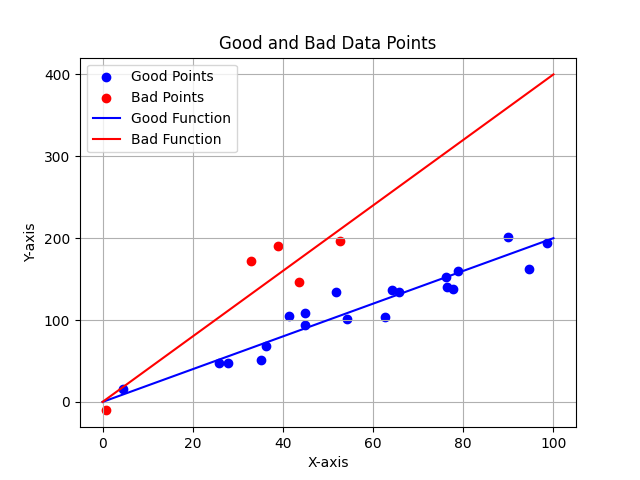 Good and Bad Data Points
Good Points
Bad Points
Good Function
Bad Function
400
300
200
100
0
Y-axis
0 20 40 60 80 100
X-axis